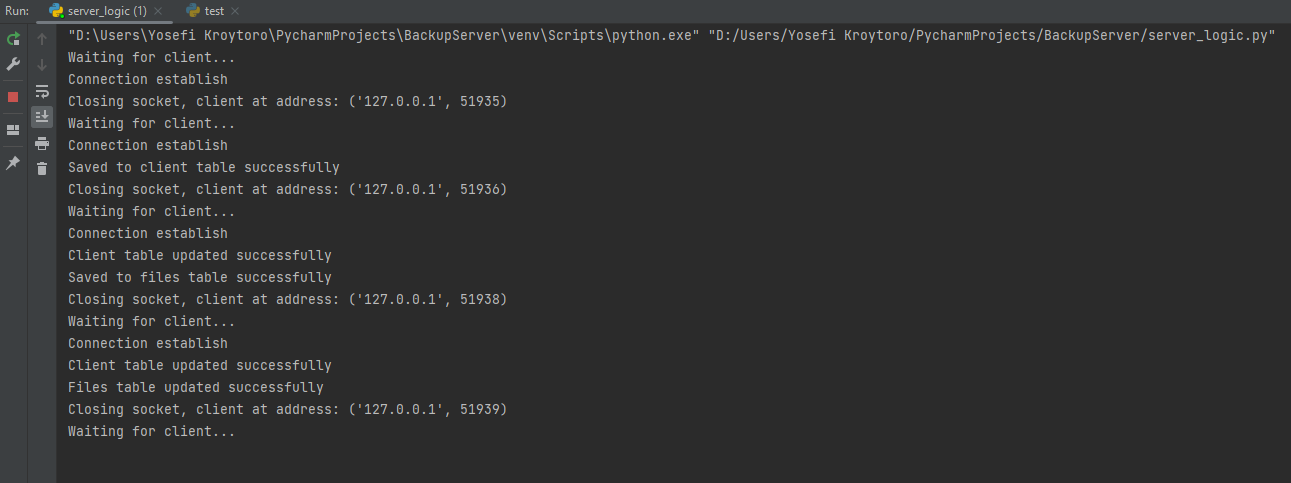 Run: server_logic (1) test
"D:\Users\Yosefi Kroytoro\PycharmProjects\BackupServer\venv\Scripts\python.exe" "D:/Users/Yosefi Kroytoro/PycharmProjects/BackupServer/server_logic.py"
Waiting for client...
Connection establish
Closing socket, client at address: ('127.0.0.1', 51935)
Waiting for client...
Connection establish
Saved to client table successfully
Closing socket, client at address: ('127.0.0.1', 51936)
Waiting for client...
Connection establish
Client table updated successfully
Saved to files table successfully
Closing socket, client at address: ('127.0.0.1', 51938)
Waiting for client...
Connection establish
Client table updated successfully
Files table updated successfully
Closing socket, client at address: ('127.0.0.1', 51939)
Waiting for client...